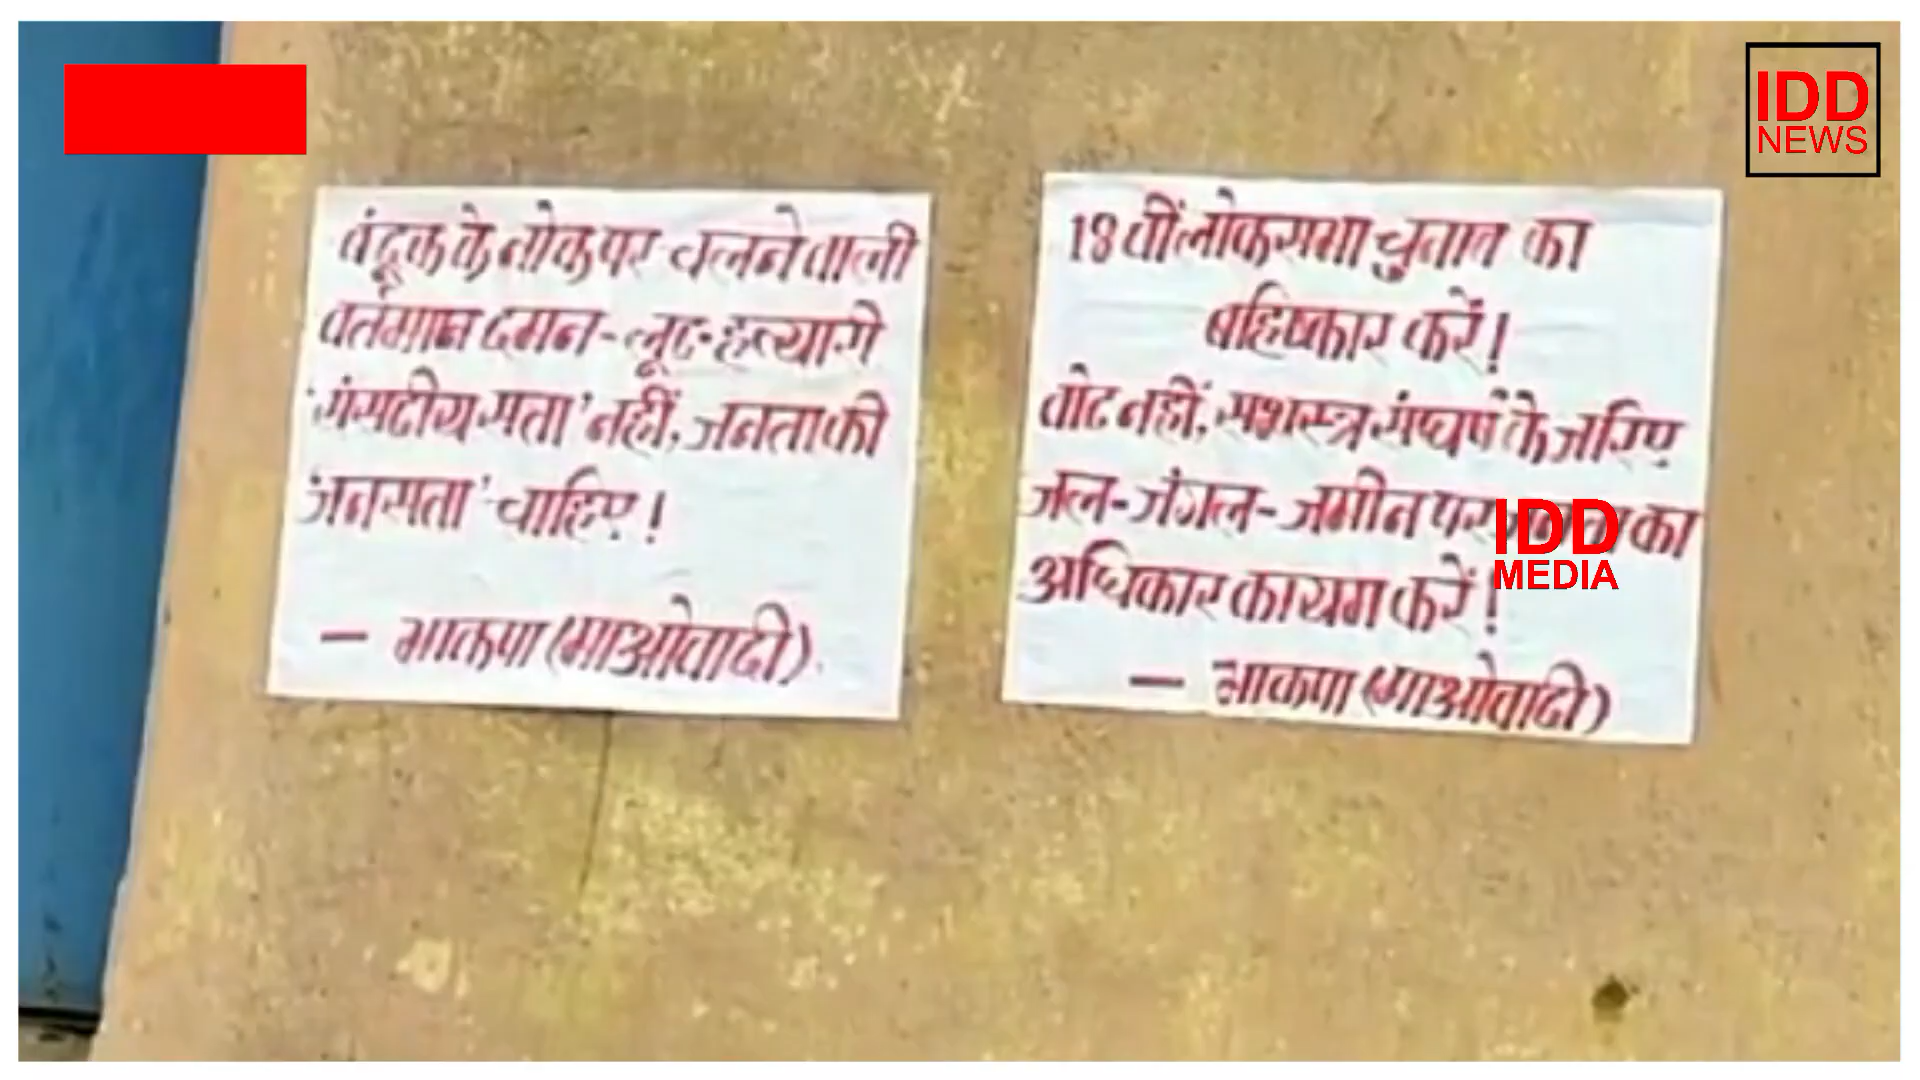 IDD
NEWS
बंदूक के नोक पर चलने वाली
वर्तमान दमन-लूट-हत्यारी
'संसदीय सत्ता' नहीं, जनता की
'जनसत्ता' चाहिए!
— भाकपा (माओवादी).
18 वीं लोकसभा चुनाव का
बहिष्कार करें!
वोट नहीं, सशस्त्र संघर्ष के जरिए
जल-जंगल-जमीन पर का
अधिकार कायम करें!
— भाकपा (माओवादी)
IDD
MEDIA